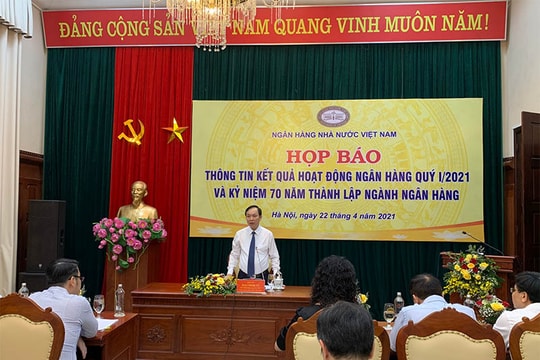 ĐẢNG CỘNG SẢN VIỆT NAM QUANG VINH MUÔN NĂM!
NGÂN HÀNG NHÀ NƯỚC VIỆT NAM
HỌP BÁO
THÔNG TIN KẾT QUẢ HOẠT ĐỘNG NGÂN HÀNG QUÝ I/2021
VÀ KỶ NIỆM 70 NĂM THÀNH LẬP NGÀNH NGÂN HÀNG
Hà Nội, ngày 22 tháng 4 năm 2021